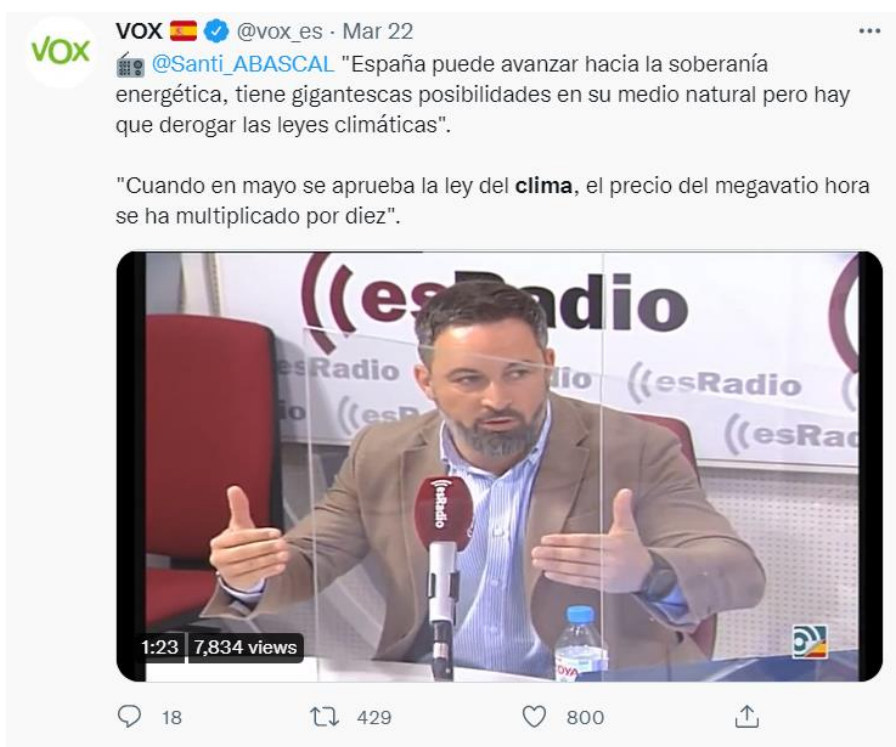 VOX 🇪🇸 @vox_es · Mar 22
VOX
📻 @Santi_ABASCAL "España puede avanzar hacia la soberanía
energética, tiene gigantescas posibilidades en su medio natural pero hay
que derogar las leyes climáticas".
"Cuando en mayo se aprueba la ley del clima, el precio del megavatio hora
se ha multiplicado por diez".
esRadio
esRadio
esRadio
esRadio
esRadio
1:23 7,834 views
18 429 800